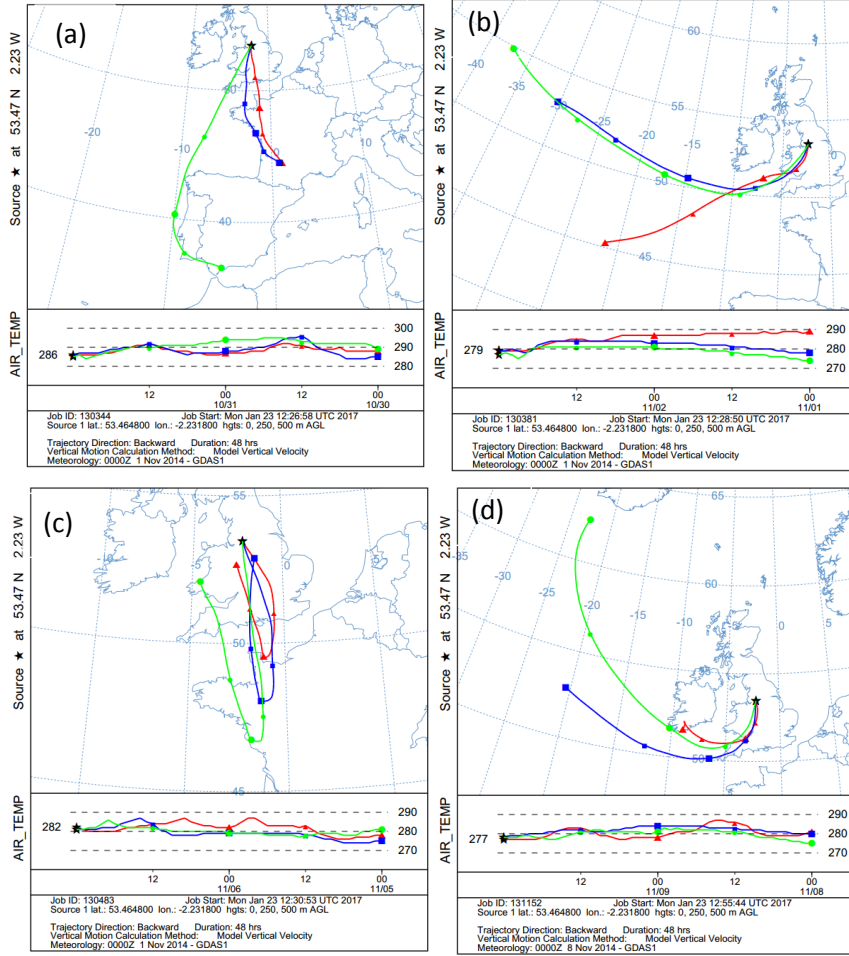 (a)
Source ★ at 53.47 N 2.23 W
-20
-10
50
40
-5
AIR_TEMP
300
290
280
286
12
00
12
00
10/31
10/30
Job ID: 130344 Job Start: Mon Jan 23 12:26:58 UTC 2017
Source 1 lat.: 53.464800 lon.: -2.231800 hgts: 0, 250, 500 m AGL
Trajectory Direction: Backward Duration: 48 hrs
Vertical Motion Calculation Method: Model Vertical Velocity
Meteorology: 0000Z 1 Nov 2014 - GDAS1
(b)
Source ★ at 53.47 N 2.23 W
-40
-35
-30
-25
-20
-15
-10
-5
0
60
55
50
45
AIR_TEMP
290
280
270
279
12
00
12
00
11/02
11/01
Job ID: 130381 Job Start: Mon Jan 23 12:28:50 UTC 2017
Source 1 lat.: 53.464800 lon.: -2.231800 hgts: 0, 250, 500 m AGL
Trajectory Direction: Backward Duration: 48 hrs
Vertical Motion Calculation Method: Model Vertical Velocity
Meteorology: 0000Z 1 Nov 2014 - GDAS1
(c)
Source ★ at 53.47 N 2.23 W
55
-10
-5
0
50
45
AIR_TEMP
290
280
270
282
12
00
12
00
11/06
11/05
Job ID: 130483 Job Start: Mon Jan 23 12:30:53 UTC 2017
Source 1 lat.: 53.464800 lon.: -2.231800 hgts: 0, 250, 500 m AGL
Trajectory Direction: Backward Duration: 48 hrs
Vertical Motion Calculation Method: Model Vertical Velocity
Meteorology: 0000Z 1 Nov 2014 - GDAS1
(d)
Source ★ at 53.47 N 2.23 W
65
-35
-30
-25
-20
-15
-10
-5
0
5
60
55
50
AIR_TEMP
290
280
270
277
12
00
12
00
11/09
11/08
Job ID: 131152 Job Start: Mon Jan 23 12:55:44 UTC 2017
Source 1 lat.: 53.464800 lon.: -2.231800 hgts: 0, 250, 500 m AGL
Trajectory Direction: Backward Duration: 48 hrs
Vertical Motion Calculation Method: Model Vertical Velocity
Meteorology: 0000Z 8 Nov 2014 - GDAS1